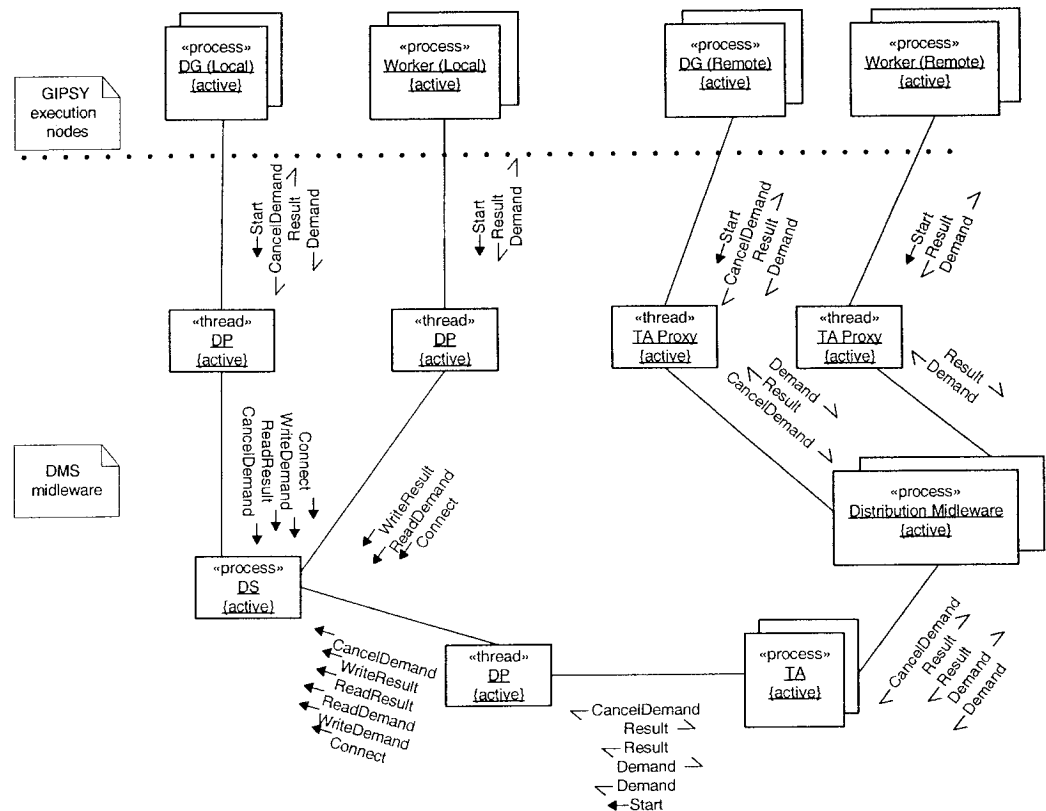 «process»
DG (Local)
{active}
«process»
Worker (Local)
{active}
«process»
DG (Remote)
{active}
«process»
Worker (Remote)
{active}
GIPSY
execution
nodes
Start
CancelDemand
Result
Demand
Start
Result
Demand
Start
CancelDemand
Result
Demand
Start
Result
Demand
«thread»
DP
{active}
«thread»
DP
{active}
«thread»
TA Proxy
{active}
«thread»
TA Proxy
{active}
Demand
Result
CancelDemand
Result
Demand
DMS
midleware
CancelDemand
ReadResult
WriteDemand
Connect
WriteResult
ReadDemand
Connect
«process»
Distribution Midleware
{active}
«process»
DS
{active}
CancelDemand
WriteResult
ReadResult
ReadDemand
WriteDemand
Connect
«thread»
DP
{active}
«process»
TA
{active}
CancelDemand
Result
Result
Demand
Demand
CancelDemand
Result
Result
Demand
Demand
Start